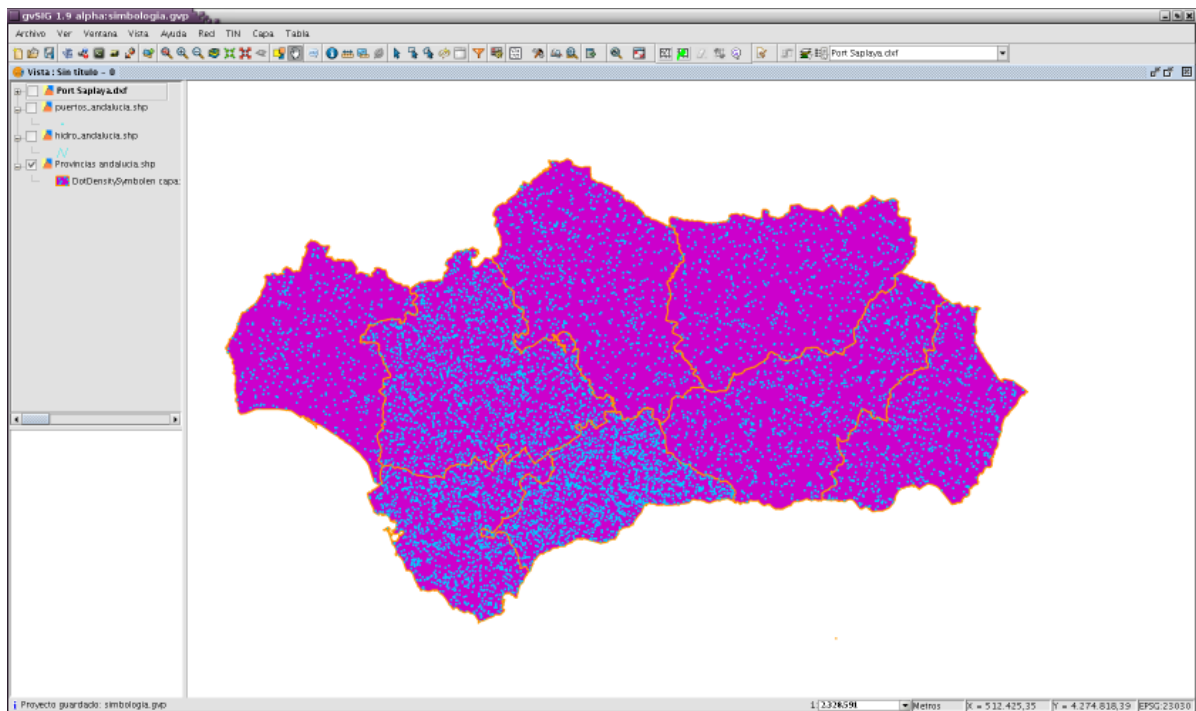 gvSIG 1.9 alpha:simbologia.gvp
Archivo Ver Ventana Vista Ayuda Red TIN Capa Tabla
Port Saplaya.dxf
Vista : Sin título - 0
Port Saplaya.dxf
puertos_andalucia.shp
hidro_andalucia.shp
Provincias andalucia.shp
DotDensitySymbolen capa:
Proyecto guardado: simbologia.gvp
1: 2.328.591 Metros X = 512.425,35 Y = 4.274.818,39 EPSG:23030